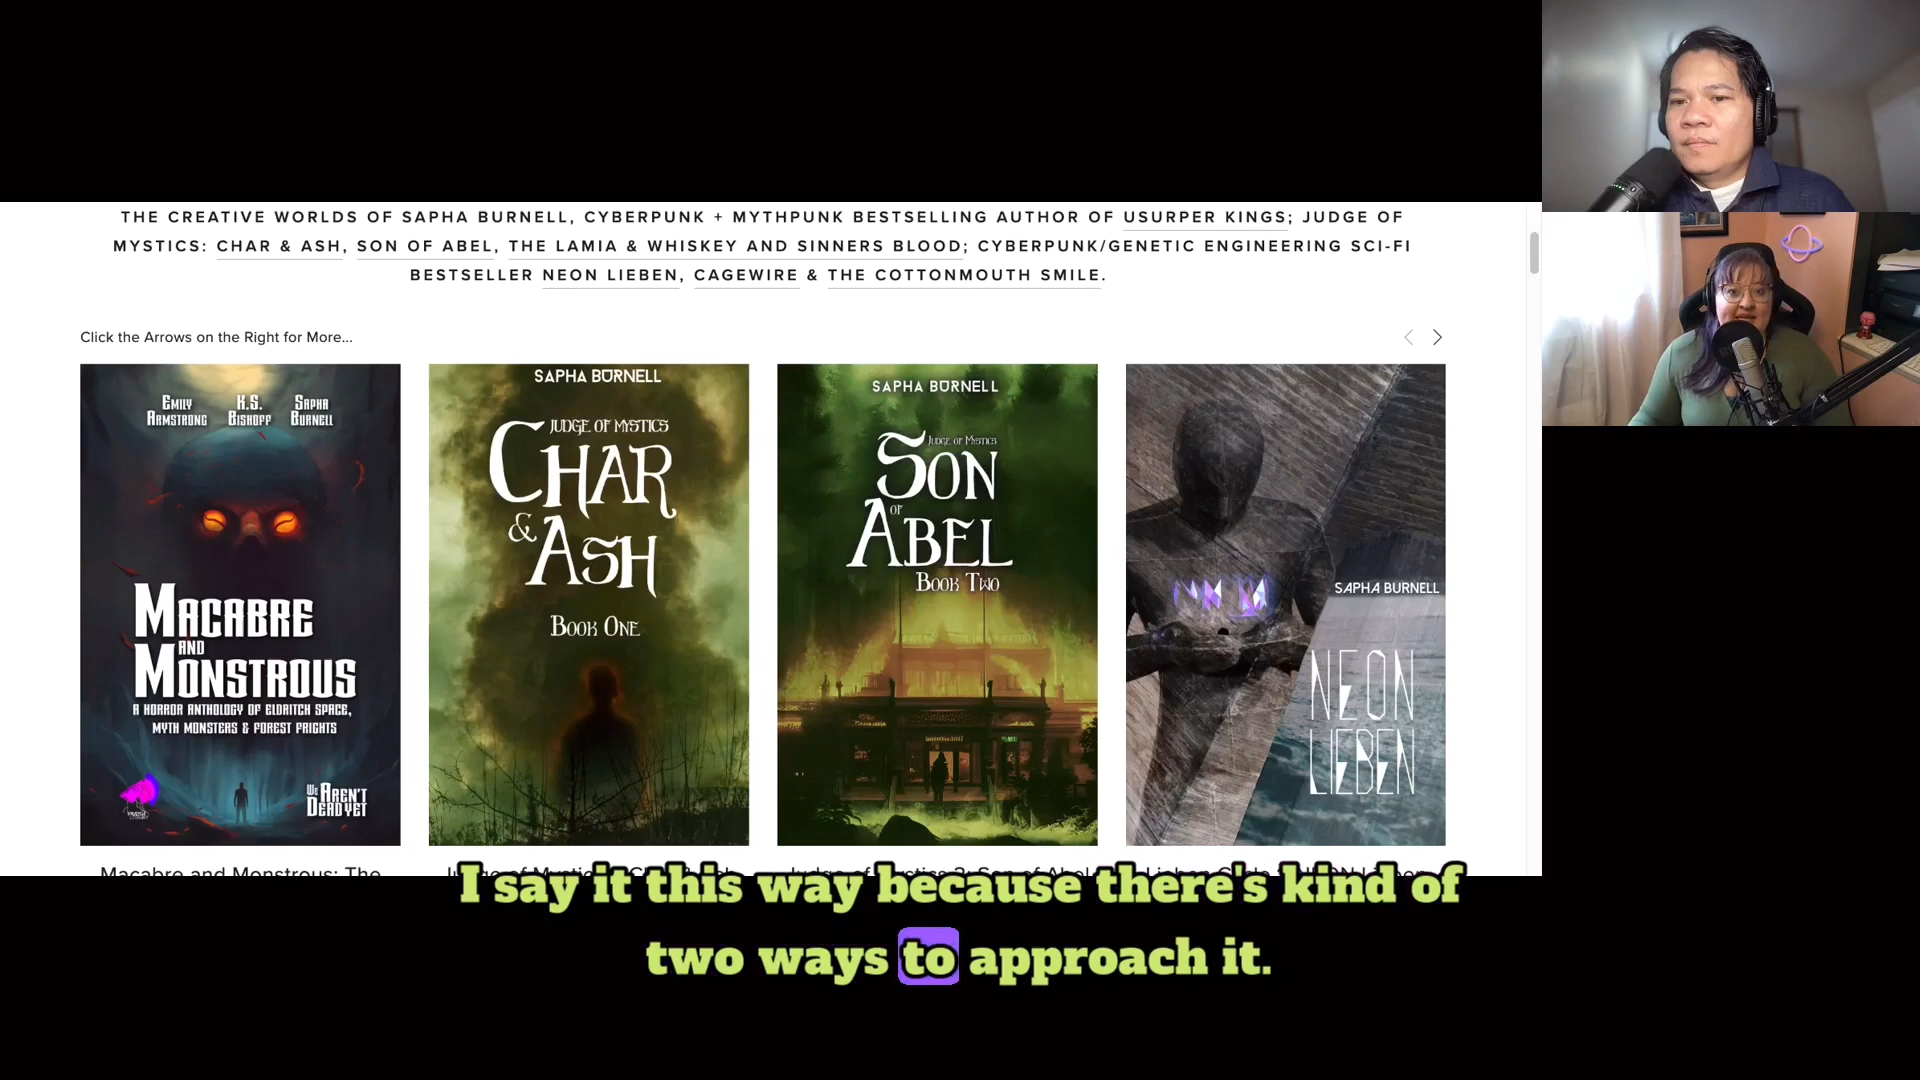 THE CREATIVE WORLDS OF SAPHA BURNELL, CYBERPUNK + MYTHPUNK BESTSELLING AUTHOR OF USURPER KINGS; JUDGE OF
MYSTICS: CHAR & ASH, SON OF ABEL, THE LAMIA & WHISKEY AND SINNERS BLOOD; CYBERPUNK/GENETIC ENGINEERING SCI-FI
BESTSELLER NEON LIEBEN, CAGEWIRE & THE COTTONMOUTH SMILE.
Click the Arrows on the Right for More...
EMILY ARMSTRONG
K.S. BISHOFF
SAPHA BURNELL
MACABRE
AND
MONSTROUS
A HORROR ANTHOLOGY OF ELDRITCH SPACE,
MYTH MONSTERS & FOREST FRIGHTS
WE AREN'T
DEAD YET
SAPHA BURNELL
JUDGE OF MYSTICS
CHAR
& ASH
BOOK ONE
SAPHA BURNELL
JUDGE OF MYSTICS
SON
OF
ABEL
BOOK TWO
SAPHA BURNELL
NEON
LIEBEN
Macabre and Monstrous: The
I say it this way because there's kind of
two ways to approach it.